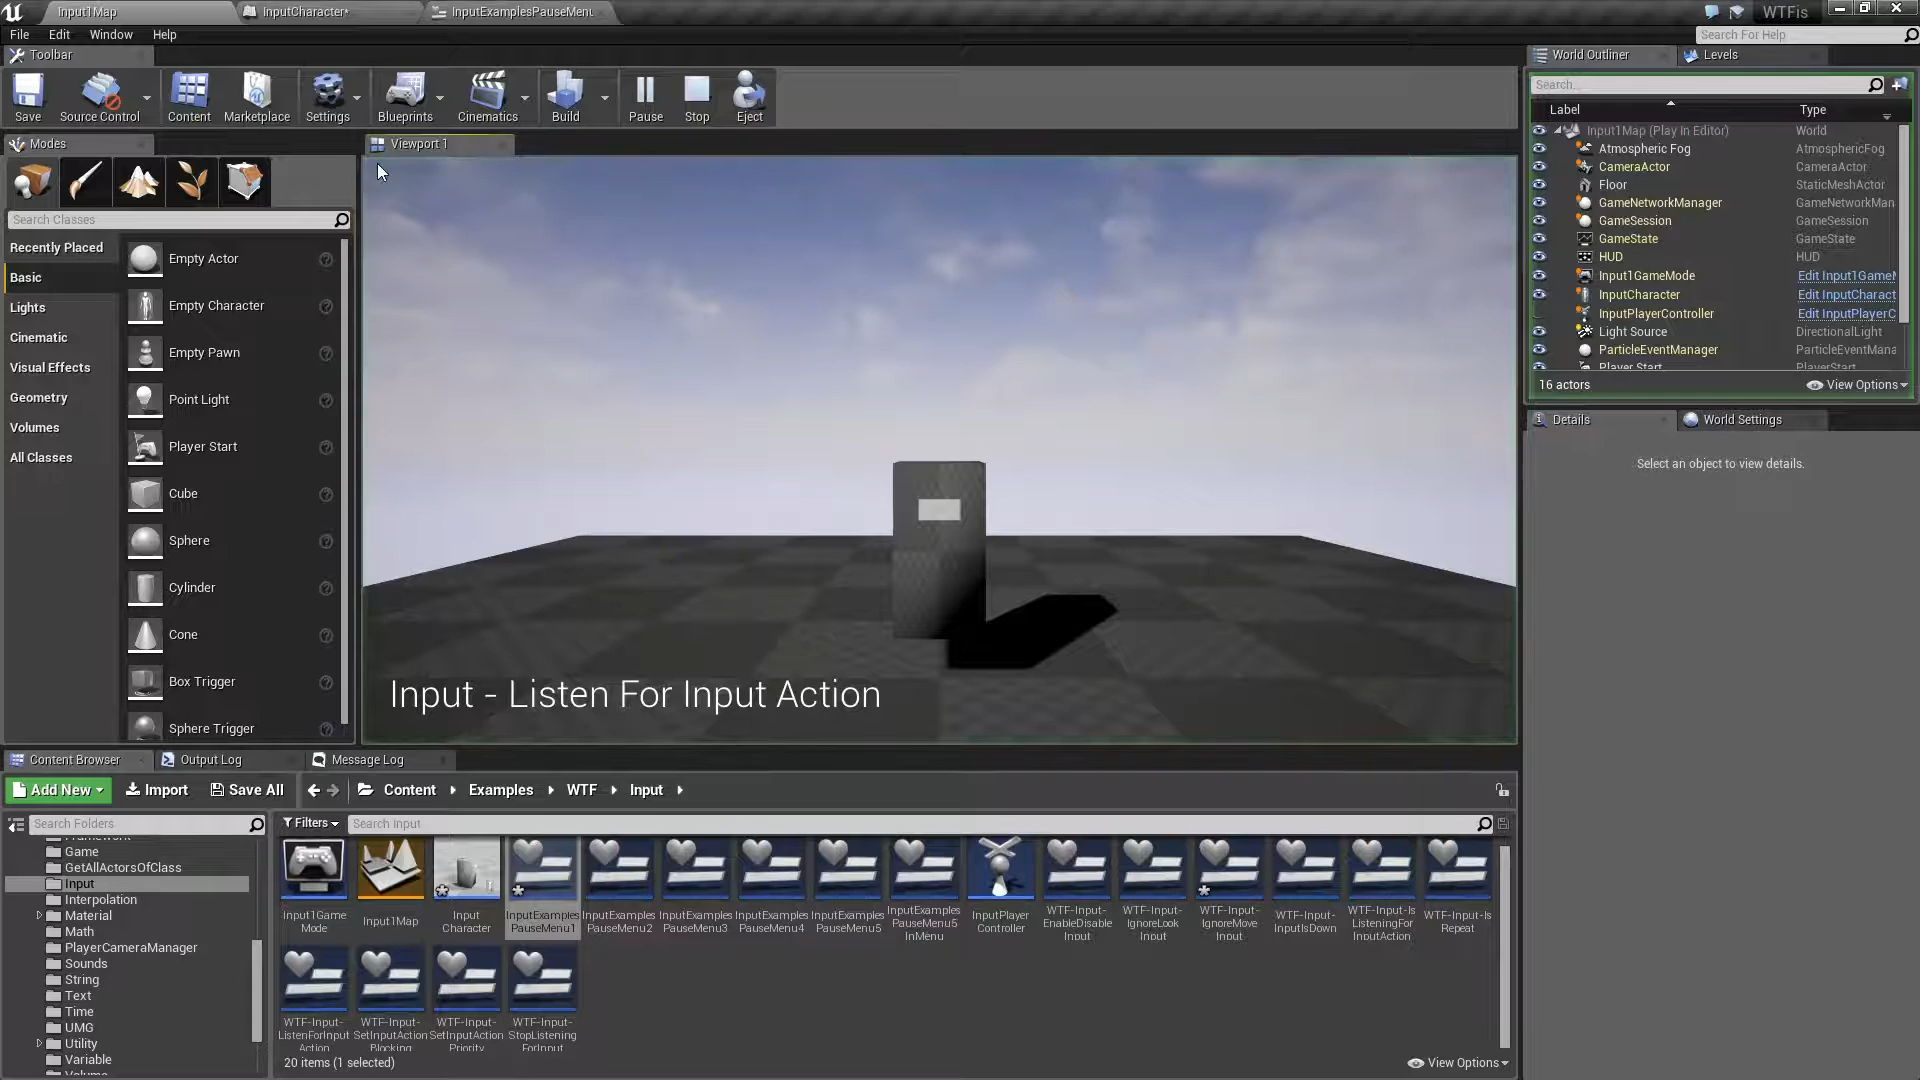 Input1Map
InputCharacter*
InputExamplesPauseMenu
WTFis
File
Edit
Window
Help
Search For Help
Toolbar
Save
Source Control
Content
Marketplace
Settings
Blueprints
Cinematics
Build
Pause
Stop
Eject
Modes
Search Classes
Recently Placed
Basic
Lights
Cinematic
Visual Effects
Geometry
Volumes
All Classes
Empty Actor
Empty Character
Empty Pawn
Point Light
Player Start
Cube
Sphere
Cylinder
Cone
Box Trigger
Sphere Trigger
Viewport 1
Input - Listen For Input Action
World Outliner
Levels
Search...
Label
Type
Input1Map (Play In Editor)
World
Atmospheric Fog
AtmosphericFog
CameraActor
CameraActor
Floor
StaticMeshActor
GameNetworkManager
GameNetworkMan
GameSession
GameSession
GameState
GameState
HUD
HUD
Input1GameMode
Edit Input1GameM
InputCharacter
Edit InputCharact
InputPlayerController
Edit InputPlayerC
Light Source
DirectionalLight
ParticleEventManager
ParticleEventMana
Player Start
PlayerStart
16 actors
View Options
Details
World Settings
Select an object to view details.
Content Browser
Output Log
Message Log
Add New
Import
Save All
Content
Examples
WTF
Input
Search Folders
Filters
Search Input
Framework
Game
GetAllActorsOfClass
Input
Interpolation
Material
Math
PlayerCameraManager
Sounds
String
Text
Time
UMG
Utility
Variable
Volume
Input1Game
Mode
Input1Map
Input
Character
InputExamples
PauseMenu1
InputExamples
PauseMenu2
InputExamples
PauseMenu3
InputExamples
PauseMenu4
InputExamples
PauseMenu5
InputExamples
PauseMenu5
InMenu
InputPlayer
Controller
WTF-Input-
EnableDisable
Input
WTF-Input-
IgnoreLook
Input
WTF-Input-
IgnoreMove
Input
WTF-Input-
InputIsDown
WTF-Input-Is
ListeningFor
InputAction
WTF-Input-Is
Repeat
WTF-Input-
ListenForInput
Action
WTF-Input-
SetInputAction
Blocking
WTF-Input-
SetInputAction
Priority
WTF-Input-
StopListening
ForInput
20 items (1 selected)
View Options